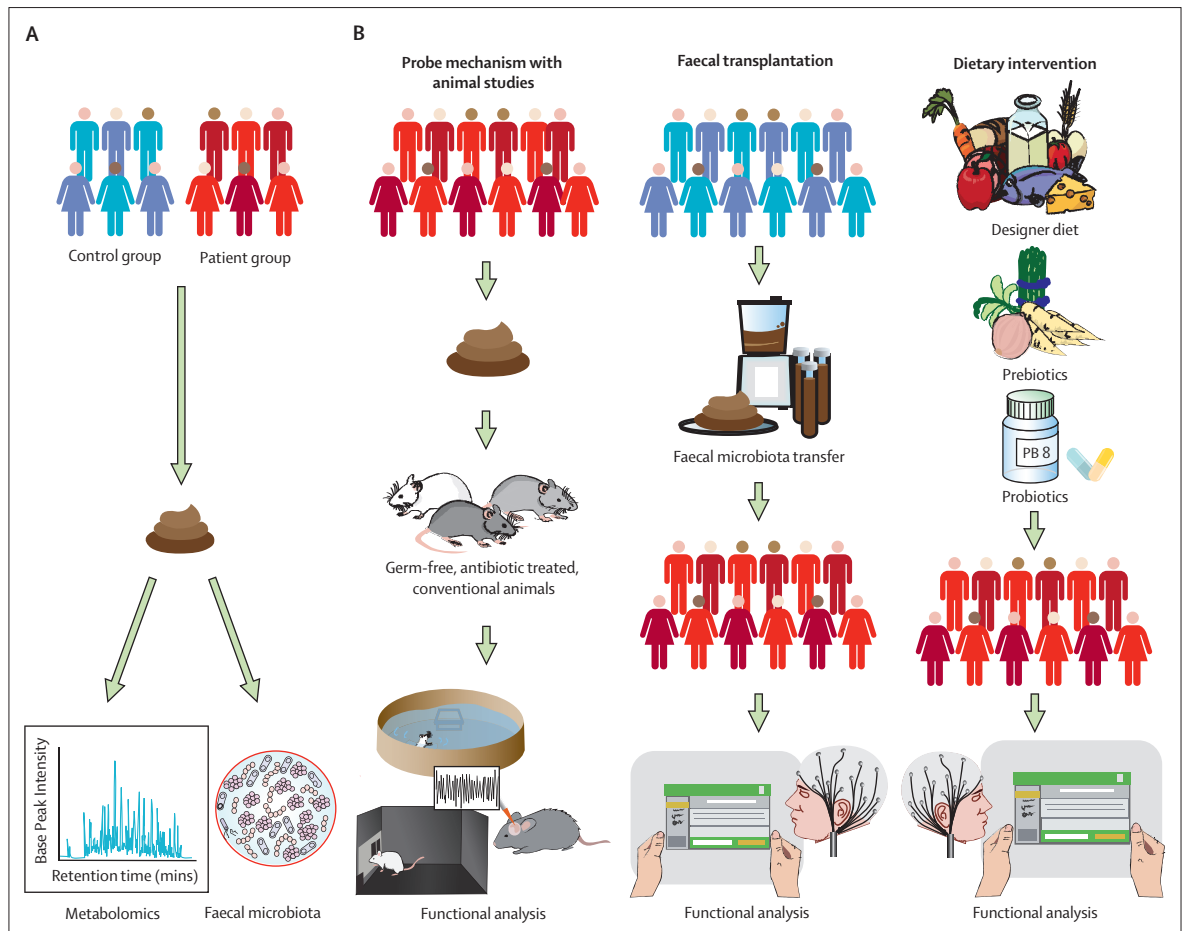 A
B
Probe mechanism with
animal studies
Faecal transplantation
Dietary intervention
Control group
Patient group
Designer diet
Prebiotics
PB 8
Probiotics
Faecal microbiota transfer
Germ-free, antibiotic treated,
conventional animals
Base Peak Intensity
Retention time (mins)
Metabolomics
Faecal microbiota
Functional analysis
Functional analysis
Functional analysis